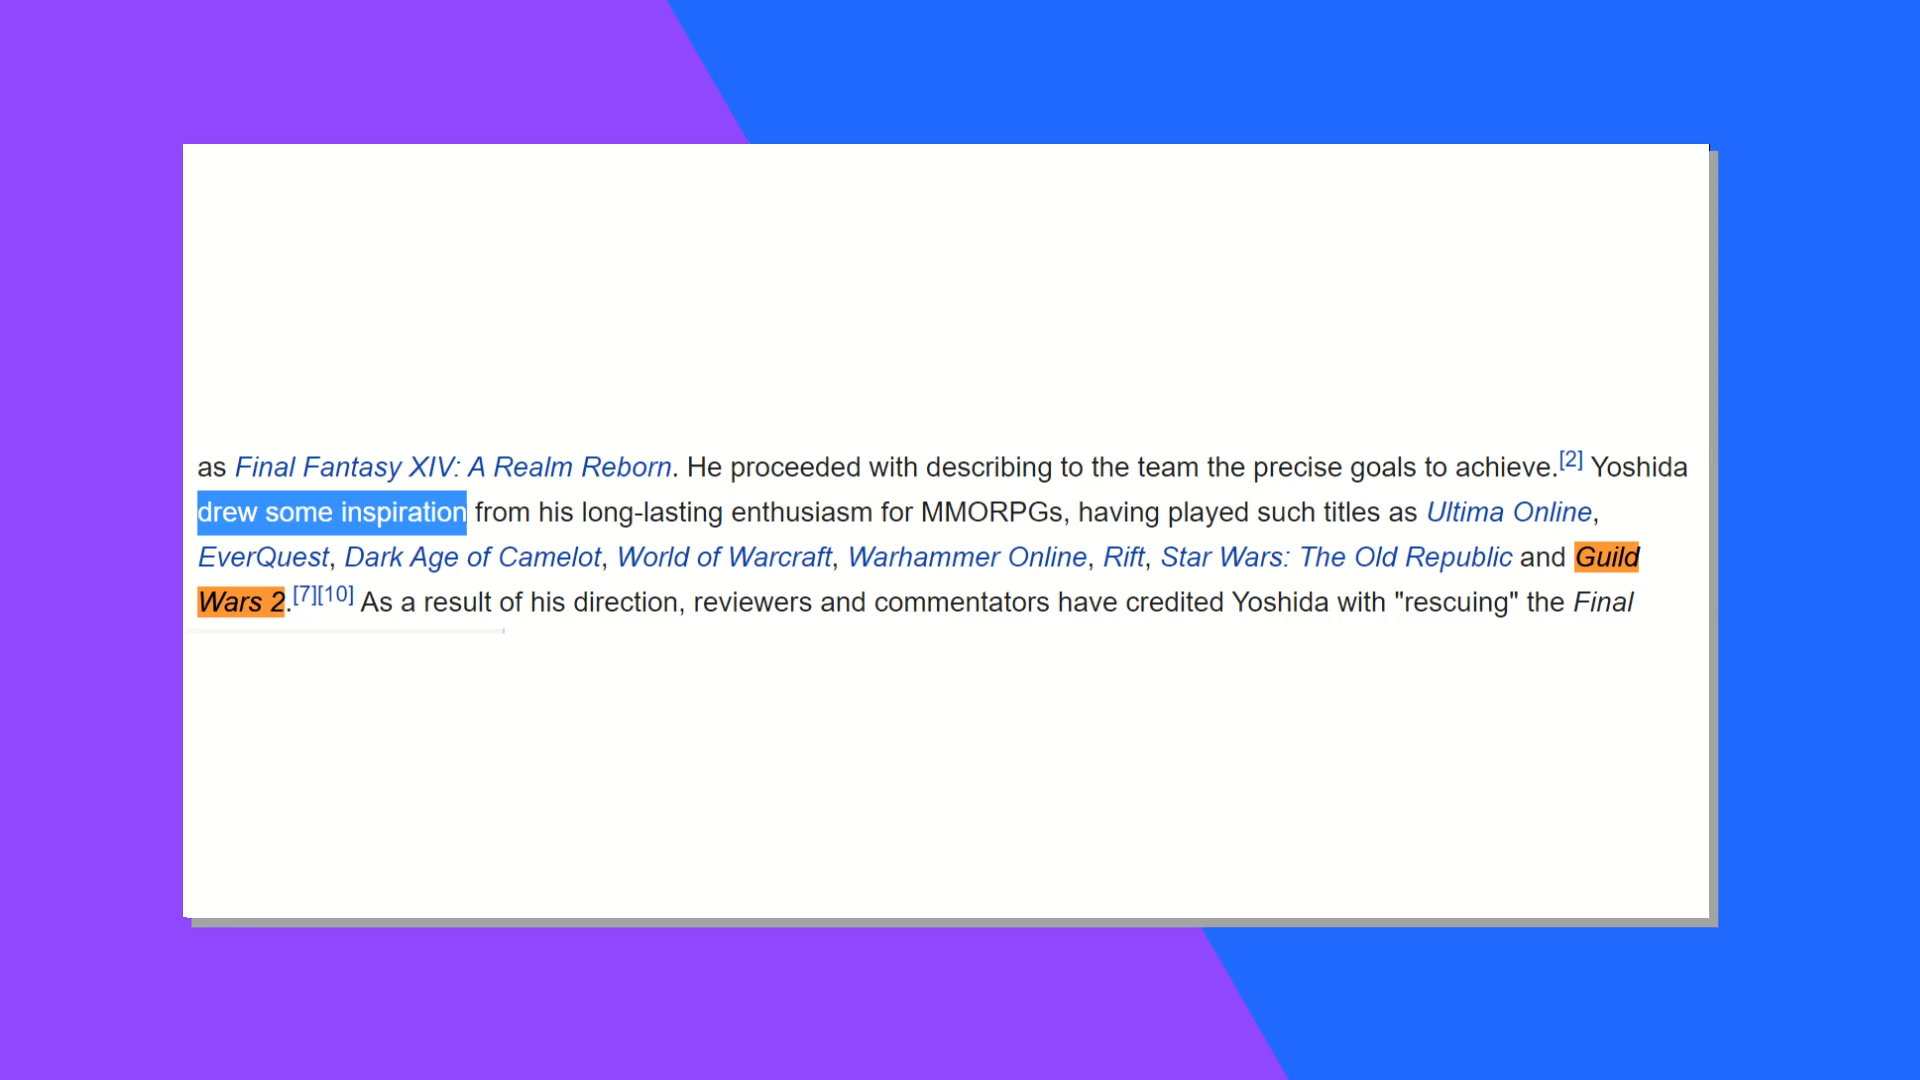 as Final Fantasy XIV: A Realm Reborn. He proceeded with describing to the team the precise goals to achieve.[2] Yoshida
drew some inspiration from his long-lasting enthusiasm for MMORPGs, having played such titles as Ultima Online,
EverQuest, Dark Age of Camelot, World of Warcraft, Warhammer Online, Rift, Star Wars: The Old Republic and Guild
Wars 2.[7][10] As a result of his direction, reviewers and commentators have credited Yoshida with "rescuing" the Final